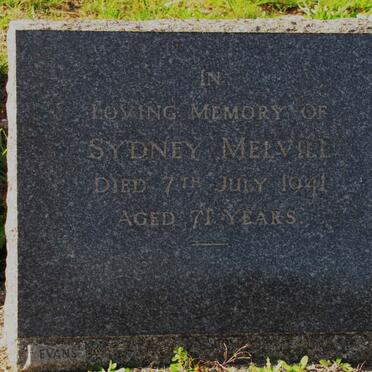 IN
LOVING MEMORY OF
SYDNEY MELVILL
DIED 7TH JULY 1941
AGED 71 YEARS
EVANS